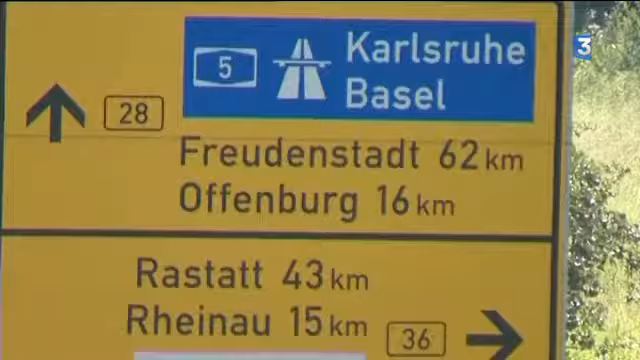 5
Karlsruhe
Basel
28
Freudenstadt 62 km
Offenburg 16 km
Rastatt 43 km
Rheinau 15 km
36
3